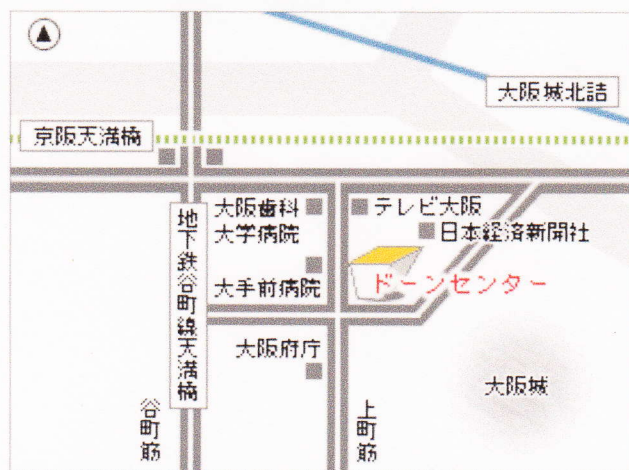 大阪城北詰
京阪天満橋
大阪歯科
大学病院
テレビ大阪
日本経済新聞社
地下鉄谷町線天満橋
大手前病院
ドーンセンター
大阪府庁
大阪城
谷町筋
上町筋